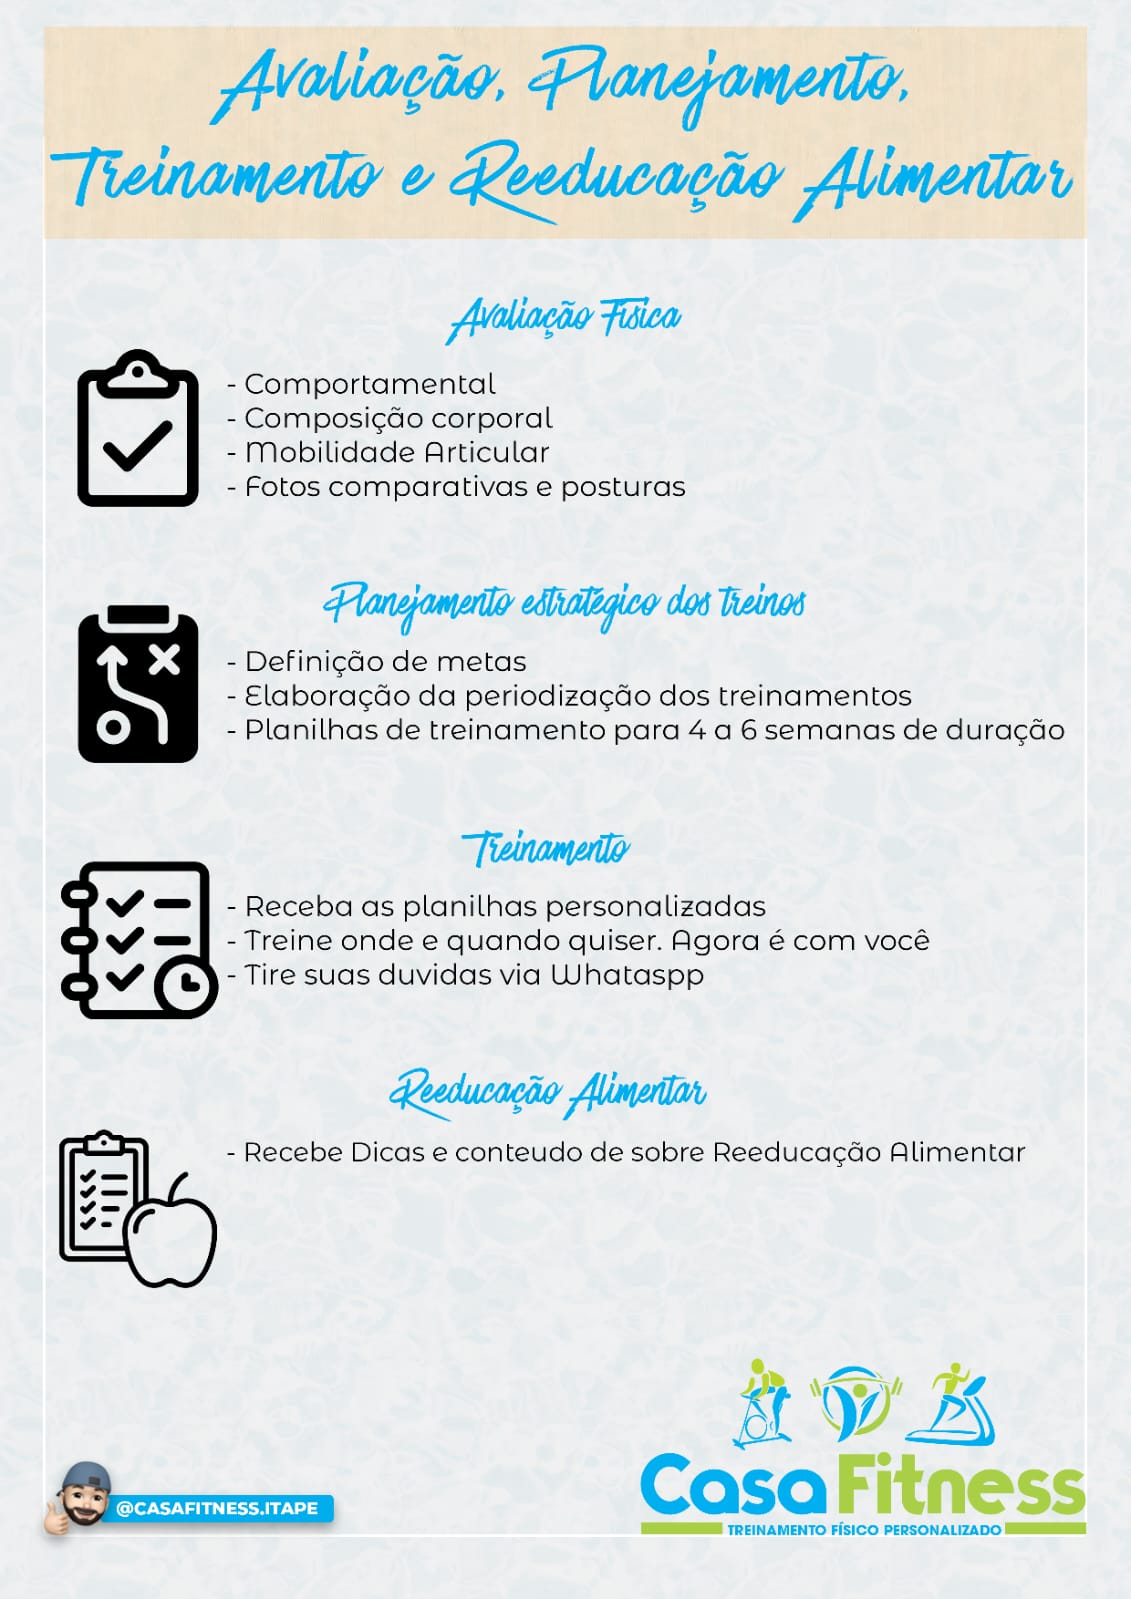 Avaliação, Planejamento,
Treinamento e Reeducação Alimentar
Avaliação Física
- Comportamental
- Composição corporal
- Mobilidade Articular
- Fotos comparativas e posturas
Planejamento estratégico dos treinos
- Definição de metas
- Elaboração da periodização dos treinamentos
- Planilhas de treinamento para 4 a 6 semanas de duração
Treinamento
- Receba as planilhas personalizadas
- Treine onde e quando quiser. Agora é com você
- Tire suas duvidas via Whataspp
Reeducação Alimentar
- Recebe Dicas e conteudo de sobre Reeducação Alimentar
@CASAFITNESS.ITAPE
Casa Fitness
TREINAMENTO FÍSICO PERSONALIZADO